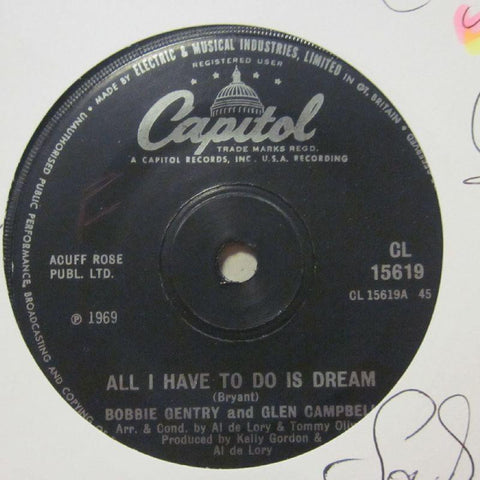 MADE BY ELECTRIC & MUSICAL INDUSTRIES, LIMITED IN GT. BRITAIN •
REGISTERED USER
Capitol
TRADE MARKS REGD.
A CAPITOL RECORDS, INC. U.S.A. RECORDING
UNAUTHORISED PUBLIC PERFORMANCE, BROADCASTING AND COPYING
ACUFF ROSE
PUBL. LTD.
CL
15619
CL 15619A 45
℗ 1969
ALL I HAVE TO DO IS DREAM
(Bryant)
BOBBIE GENTRY and GLEN CAMPBELL
Arr. & Cond. by Al de Lory & Tommy
Produced by Kelly Gordon &
Al de Lory